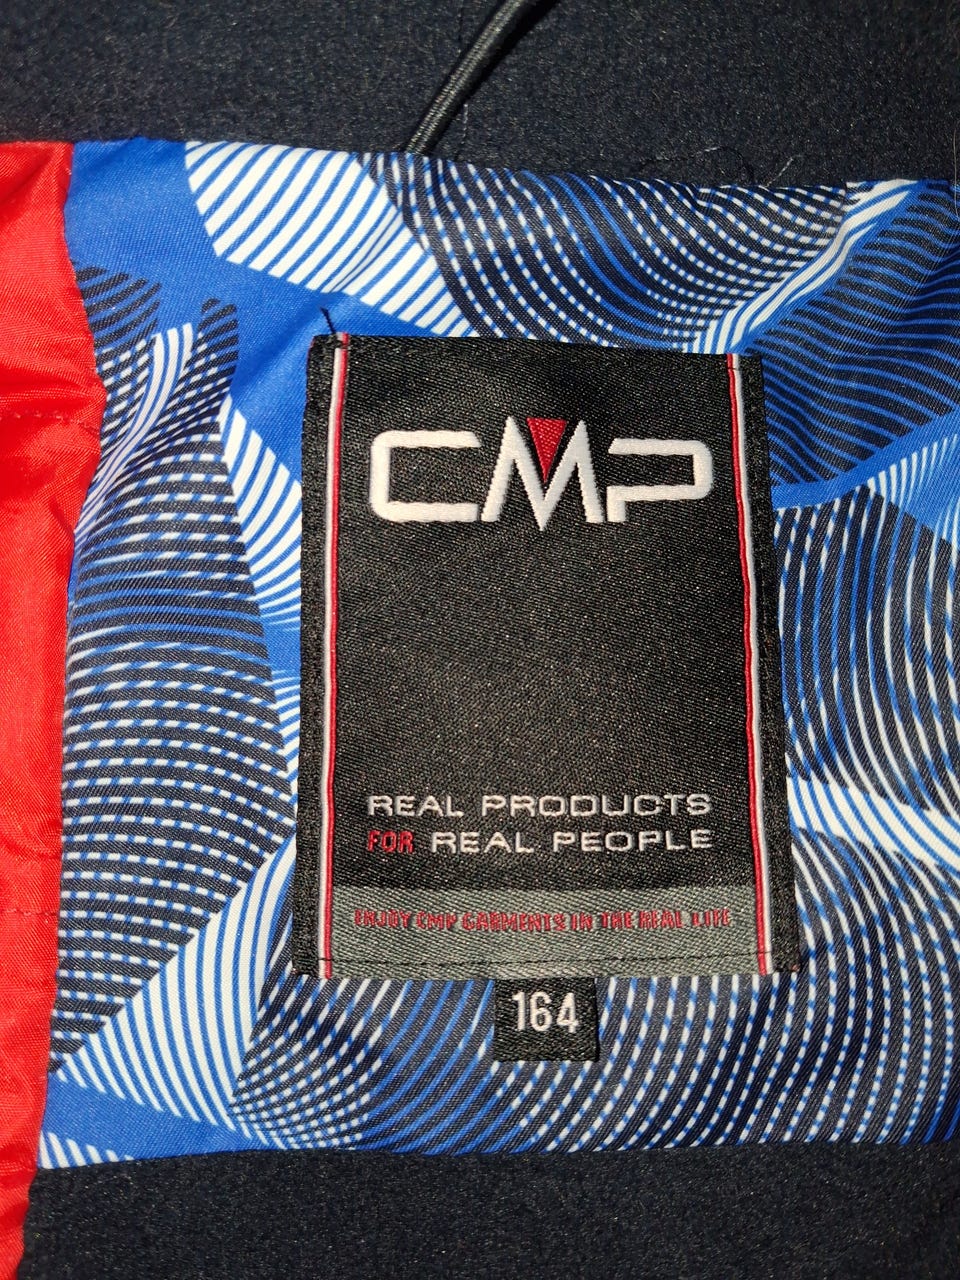 CMP
REAL PRODUCTS
FOR REAL PEOPLE
ENJOY CMP GARMENTS IN THE REAL LIFE
164